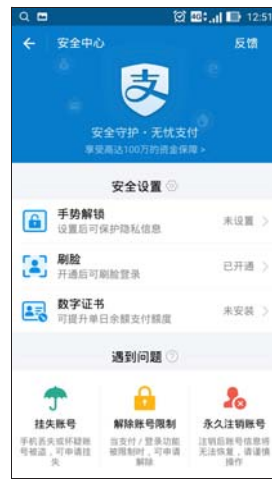 4G 12:51
安全中心 反馈
支
安全守护·无忧支付
享受高达100万的资金保障 >
安全设置
手势解锁
设置后可保护隐私信息
未设置
刷脸
开通后可刷脸登录
已开通
数字证书
可提升单日余额支付额度
未安装
遇到问题
挂失账号 解除账号限制 永久注销账号
手机丢失或怀疑账 当支付/登录功能 注销后账号信息将
号被盗,可申请挂 被限制时,可申请 无法恢复,请谨慎
失 解除 操作